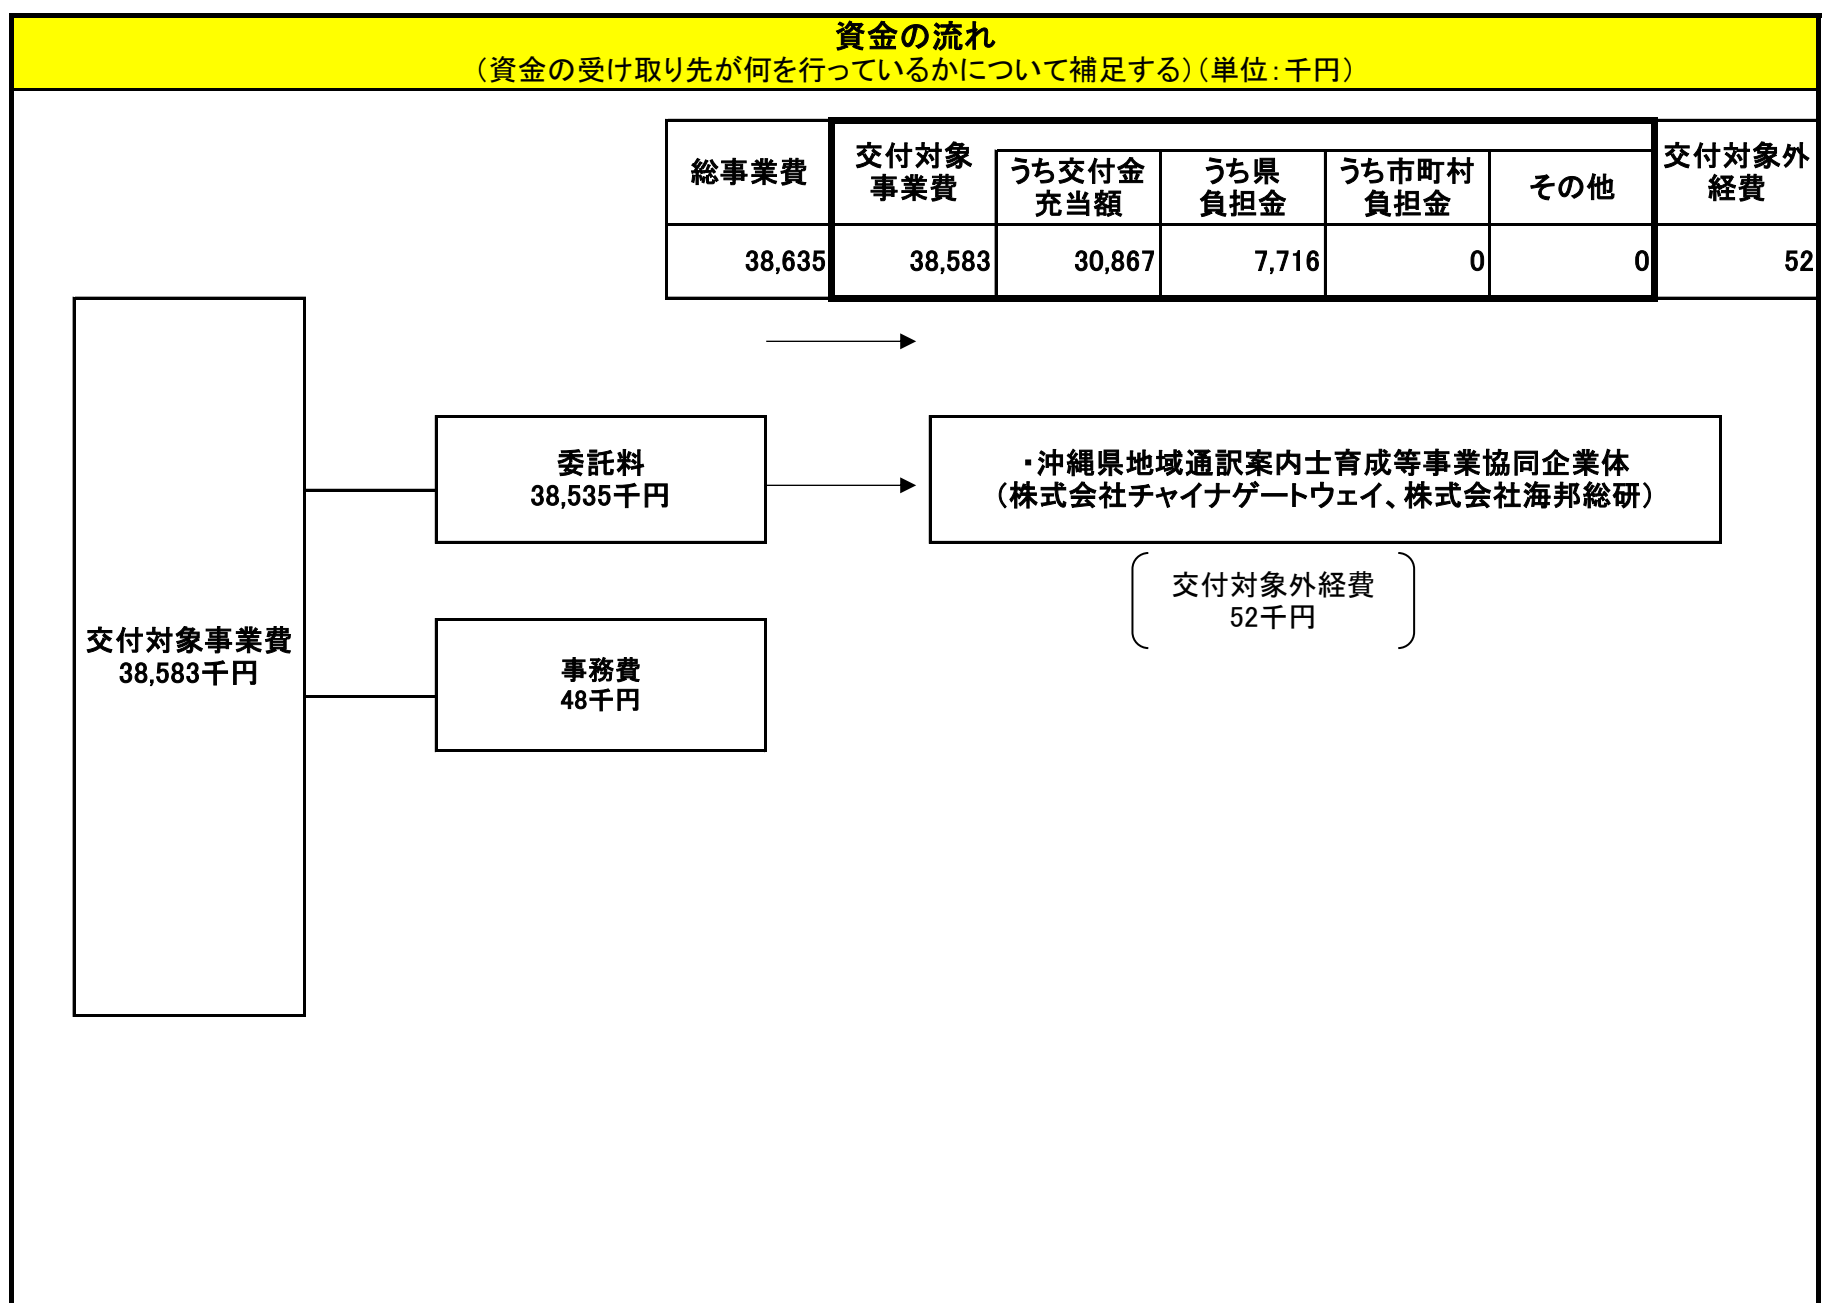 資金の流れ
（資金の受け取り先が何を行っているかについて補足する）（単位：千円）
総事業費
交付対象
事業費
うち交付金
充当額
うち県
負担金
うち市町村
負担金
その他
交付対象外
経費
38,635
38,583
30,867
7,716
0
0
52
委託料
38,535千円
・沖縄県地域通訳案内士育成等事業協同企業体
（株式会社チャイナゲートウェイ、株式会社海邦総研）
交付対象外経費
52千円
交付対象事業費
38,583千円
事務費
48千円